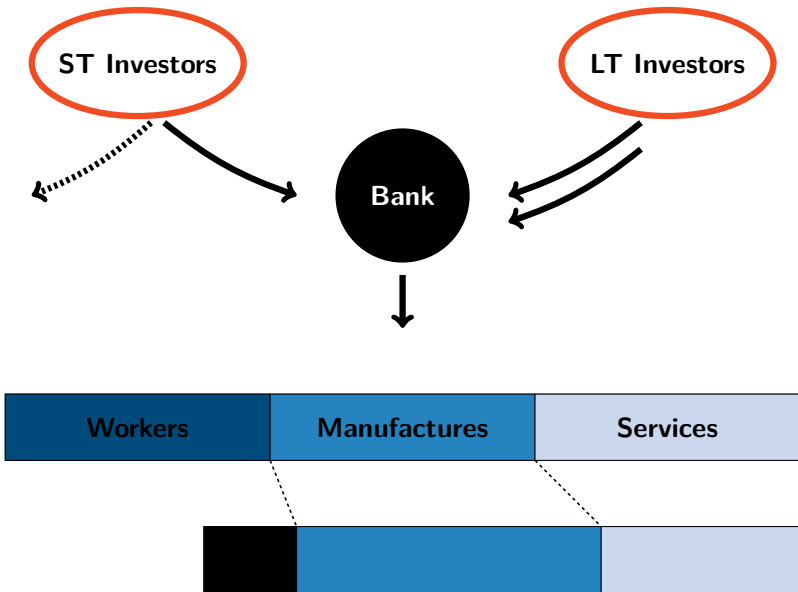 ST Investors
LT Investors
Bank
Workers
Manufactures
Services